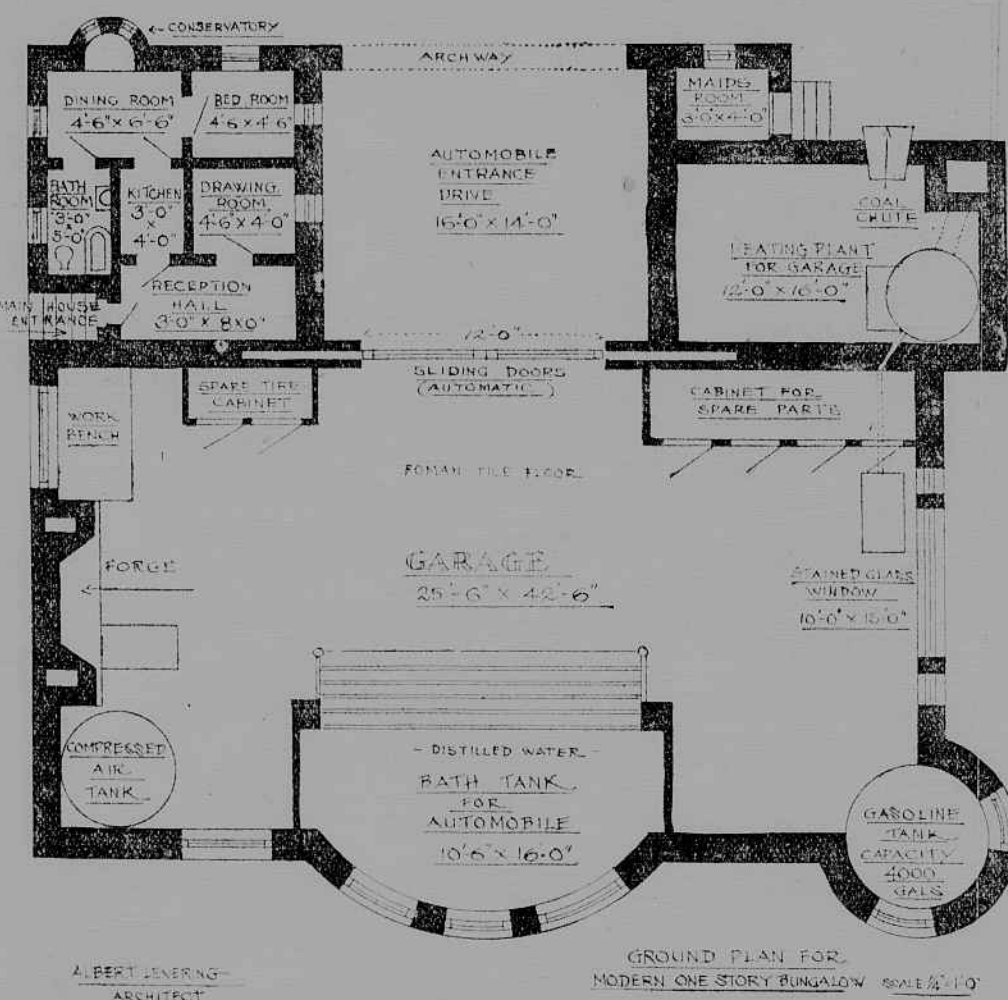 CONSERVATORY
ARCHWAY
DINING ROOM
4'-6" X 6'-6"
BED ROOM
4'-6 X 4'-6"
MAIDS
ROOM
3'-0" X 4'-0"
AUTOMOBILE
ENTRANCE
DRIVE
16'-0" X 14'-0"
BATH
ROOM
3'-0"
X
5'-0"
KITCHEN
3'-0"
X
4'-0"
DRAWING
ROOM
4'-6" X 4'-0"
COAL
CHUTE
HEATING PLANT
FOR GARAGE
12'-0" X 16'-0"
RECEPTION
HALL
3'-0" X 8X0"
MAIN HOUSE
ENTRANCE
12'-0"
SLIDING DOORS
(AUTOMATIC)
SPARE TIRE
CABINET
CABINET FOR
SPARE PARTS
WORK
BENCH
ROMAN TILE FLOOR
FORGE
GARAGE
25'-6" X 42'-6"
STAINED GLASS
WINDOW
10'-0" X 15'-0"
- DISTILLED WATER -
BATH TANK
FOR
AUTOMOBILE
10'-6" X 16-0"
COMPRESSED
AIR
TANK
GASOLINE
TANK
CAPACITY
4000
GALS
ALBERT LEVERING
ARCHITECT
GROUND PLAN FOR
MODERN ONE STORY BUNGALOW SCALE ¼"=1'-0"